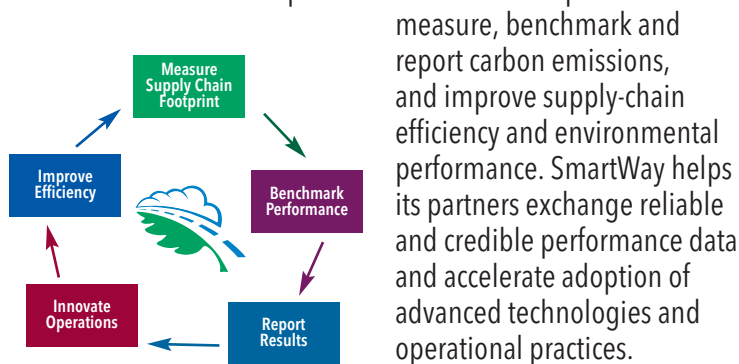 measure, benchmark and
report carbon emissions,
and improve supply-chain
efficiency and environmental
performance. SmartWay helps
its partners exchange reliable
and credible performance data
and accelerate adoption of
advanced technologies and
operational practices.
Measure
Supply Chain
Footprint
Benchmark
Performance
Report
Results
Innovate
Operations
Improve
Efficiency